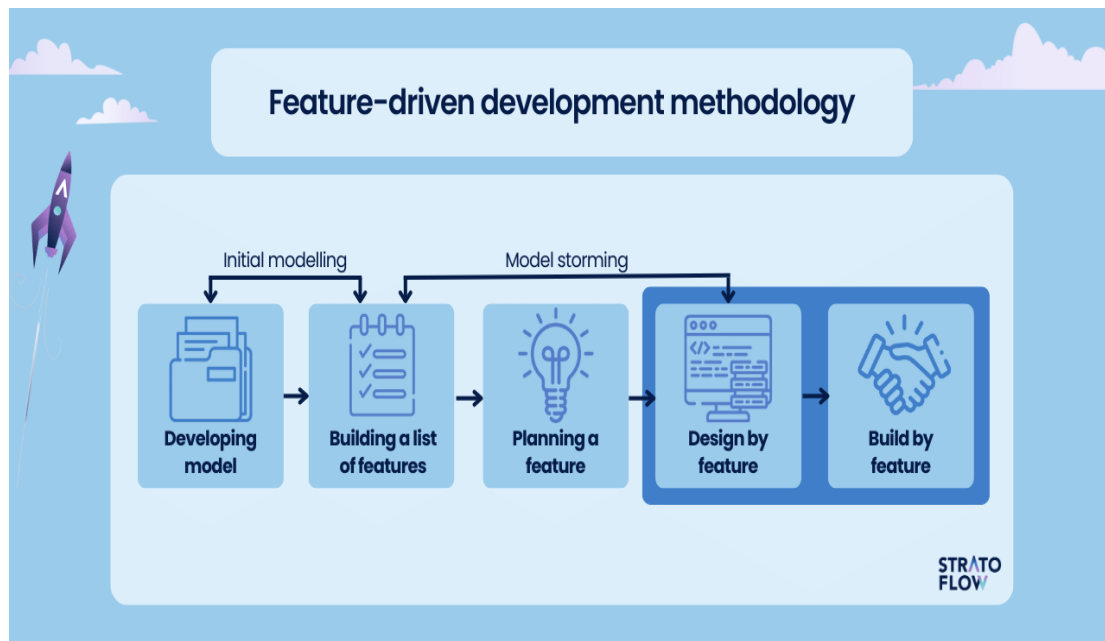 Feature-driven development methodology
Initial modelling
Model storming
Developing
model
Building a list
of features
Planning a
feature
Design by
feature
Build by
feature
STRATO
FLOW